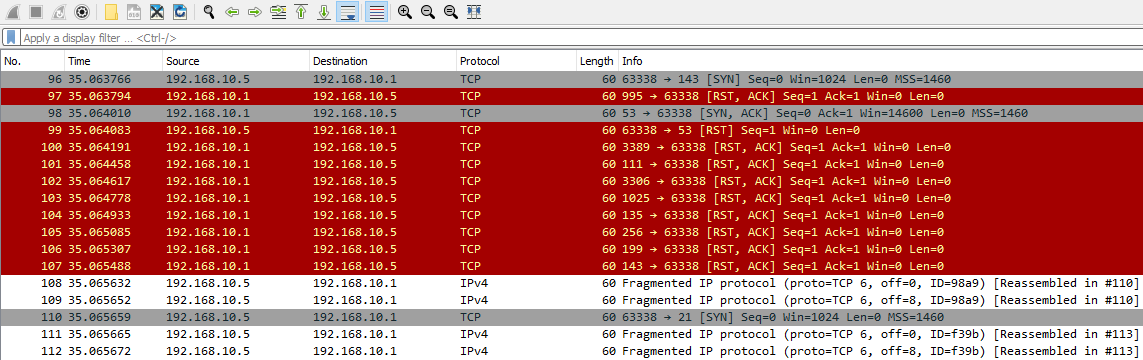 Apply a display filter ... <Ctrl-/>
No. Time Source Destination Protocol Length Info
96 35.063766 192.168.10.5 192.168.10.1 TCP 60 63338 → 143 [SYN] Seq=0 Win=1024 Len=0 MSS=1460
97 35.063794 192.168.10.1 192.168.10.5 TCP 60 995 → 63338 [RST, ACK] Seq=1 Ack=1 Win=0 Len=0
98 35.064010 192.168.10.1 192.168.10.5 TCP 60 53 → 63338 [SYN, ACK] Seq=0 Ack=1 Win=14600 Len=0 MSS=1460
99 35.064083 192.168.10.5 192.168.10.1 TCP 60 63338 → 53 [RST] Seq=1 Win=0 Len=0
100 35.064191 192.168.10.1 192.168.10.5 TCP 60 3389 → 63338 [RST, ACK] Seq=1 Ack=1 Win=0 Len=0
101 35.064458 192.168.10.1 192.168.10.5 TCP 60 111 → 63338 [RST, ACK] Seq=1 Ack=1 Win=0 Len=0
102 35.064617 192.168.10.1 192.168.10.5 TCP 60 3306 → 63338 [RST, ACK] Seq=1 Ack=1 Win=0 Len=0
103 35.064778 192.168.10.1 192.168.10.5 TCP 60 1025 → 63338 [RST, ACK] Seq=1 Ack=1 Win=0 Len=0
104 35.064933 192.168.10.1 192.168.10.5 TCP 60 135 → 63338 [RST, ACK] Seq=1 Ack=1 Win=0 Len=0
105 35.065085 192.168.10.1 192.168.10.5 TCP 60 256 → 63338 [RST, ACK] Seq=1 Ack=1 Win=0 Len=0
106 35.065307 192.168.10.1 192.168.10.5 TCP 60 199 → 63338 [RST, ACK] Seq=1 Ack=1 Win=0 Len=0
107 35.065488 192.168.10.1 192.168.10.5 TCP 60 143 → 63338 [RST, ACK] Seq=1 Ack=1 Win=0 Len=0
108 35.065632 192.168.10.5 192.168.10.1 IPv4 60 Fragmented IP protocol (proto=TCP 6, off=0, ID=98a9) [Reassembled in #110]
109 35.065652 192.168.10.5 192.168.10.1 IPv4 60 Fragmented IP protocol (proto=TCP 6, off=8, ID=98a9) [Reassembled in #110]
110 35.065659 192.168.10.5 192.168.10.1 TCP 60 63338 → 21 [SYN] Seq=0 Win=1024 Len=0 MSS=1460
111 35.065665 192.168.10.5 192.168.10.1 IPv4 60 Fragmented IP protocol (proto=TCP 6, off=0, ID=f39b) [Reassembled in #113]
112 35.065672 192.168.10.5 192.168.10.1 IPv4 60 Fragmented IP protocol (proto=TCP 6, off=8, ID=f39b) [Reassembled in #113]